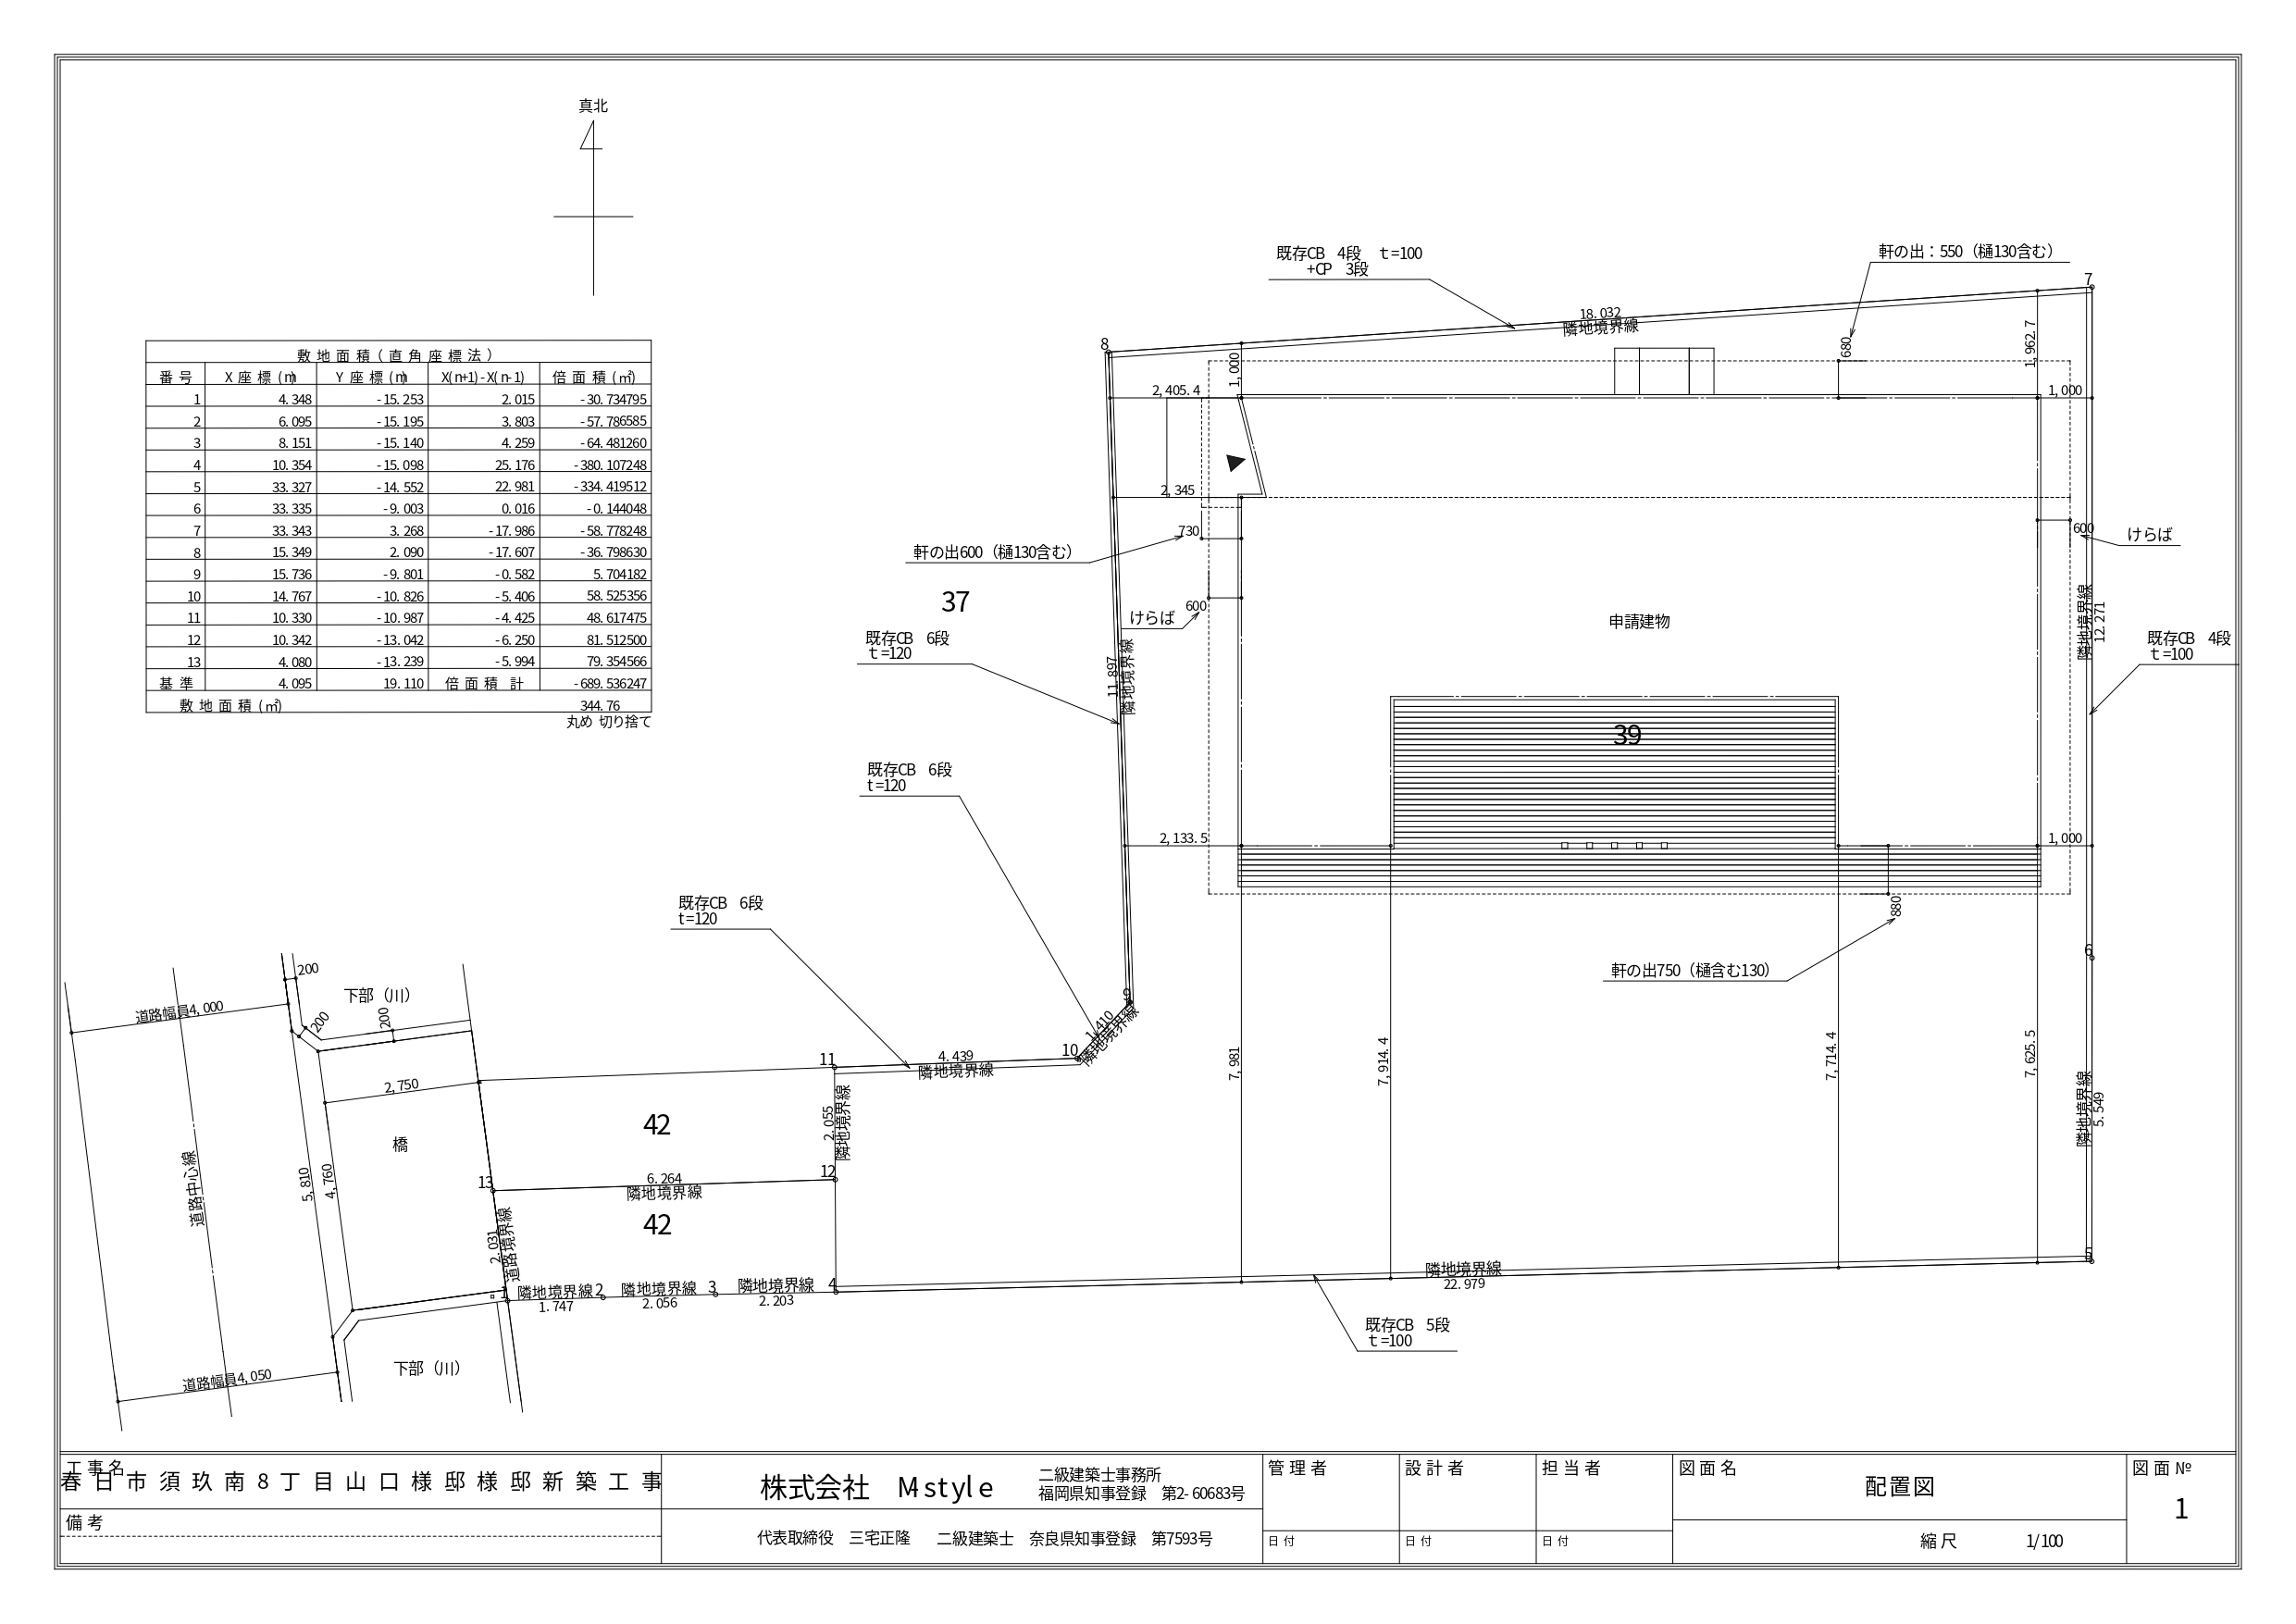 真北
敷地面積(直角座標法)
番号 X座標(m) Y座標(m) X(n+1)-X(n-1) 倍面積(㎡)
1 4.348 -15.253 2.015 -30.734795
2 6.095 -15.195 3.803 -57.786585
3 8.151 -15.140 4.259 -64.481260
4 10.354 -15.098 25.176 -380.107248
5 33.327 -14.552 22.981 -334.419512
6 33.335 -9.003 0.016 -0.144048
7 33.343 3.268 -17.986 -58.778248
8 15.349 2.090 -17.607 -36.798630
9 15.736 -9.801 -0.582 5.704182
10 14.767 -10.826 -5.406 58.525356
11 10.330 -10.987 -4.425 48.617475
12 10.342 -13.042 -6.250 81.512500
13 4.080 -13.239 -5.994 79.354566
基準 4.095 19.110 倍面積 計 -689.536247
敷地面積(㎡) 344.76
丸め 切り捨て
既存CB 4段 t=100
+CP 3段
軒の出：550（樋130含む）
7
18.032
隣地境界線
8
1,000
680
1,962.7
2,405.4
1,000
2,345
730
軒の出600（樋130含む）
600
けらば
37
600
けらば
申請建物
隣地境界線
12.271
既存CB 6段
t=120
既存CB 4段
t=100
11.897
隣地境界線
39
既存CB 6段
t=120
2,133.5
1,000
既存CB 6段
t=120
880
軒の出750（樋含む130）
6
9
1.410
隣地境界線
10
11
4.439
隣地境界線
7,981
7,914.4
7,714.4
7,625.5
隣地境界線
5.549
200
下部（川）
道路幅員4,000
200
200
2,750
橋
42
2.055
隣地境界線
12
13
6.264
隣地境界線
道路中心線
5,810
4,760
2.031
道路境界線
42
1
隣地境界線
1.747
2
隣地境界線
2.056
3
隣地境界線
2.203
4
隣地境界線
22.979
5
既存CB 5段
t=100
下部（川）
道路幅員4,050
工事名
春日市須玖南8丁目山口様邸様邸新築工事
備考
株式会社 Mstyle
二級建築士事務所
福岡県知事登録 第2-60683号
代表取締役 三宅正隆 二級建築士 奈良県知事登録 第7593号
管理者
日付
設計者
日付
担当者
日付
図面名
配置図
縮尺 1/100
図面№
1